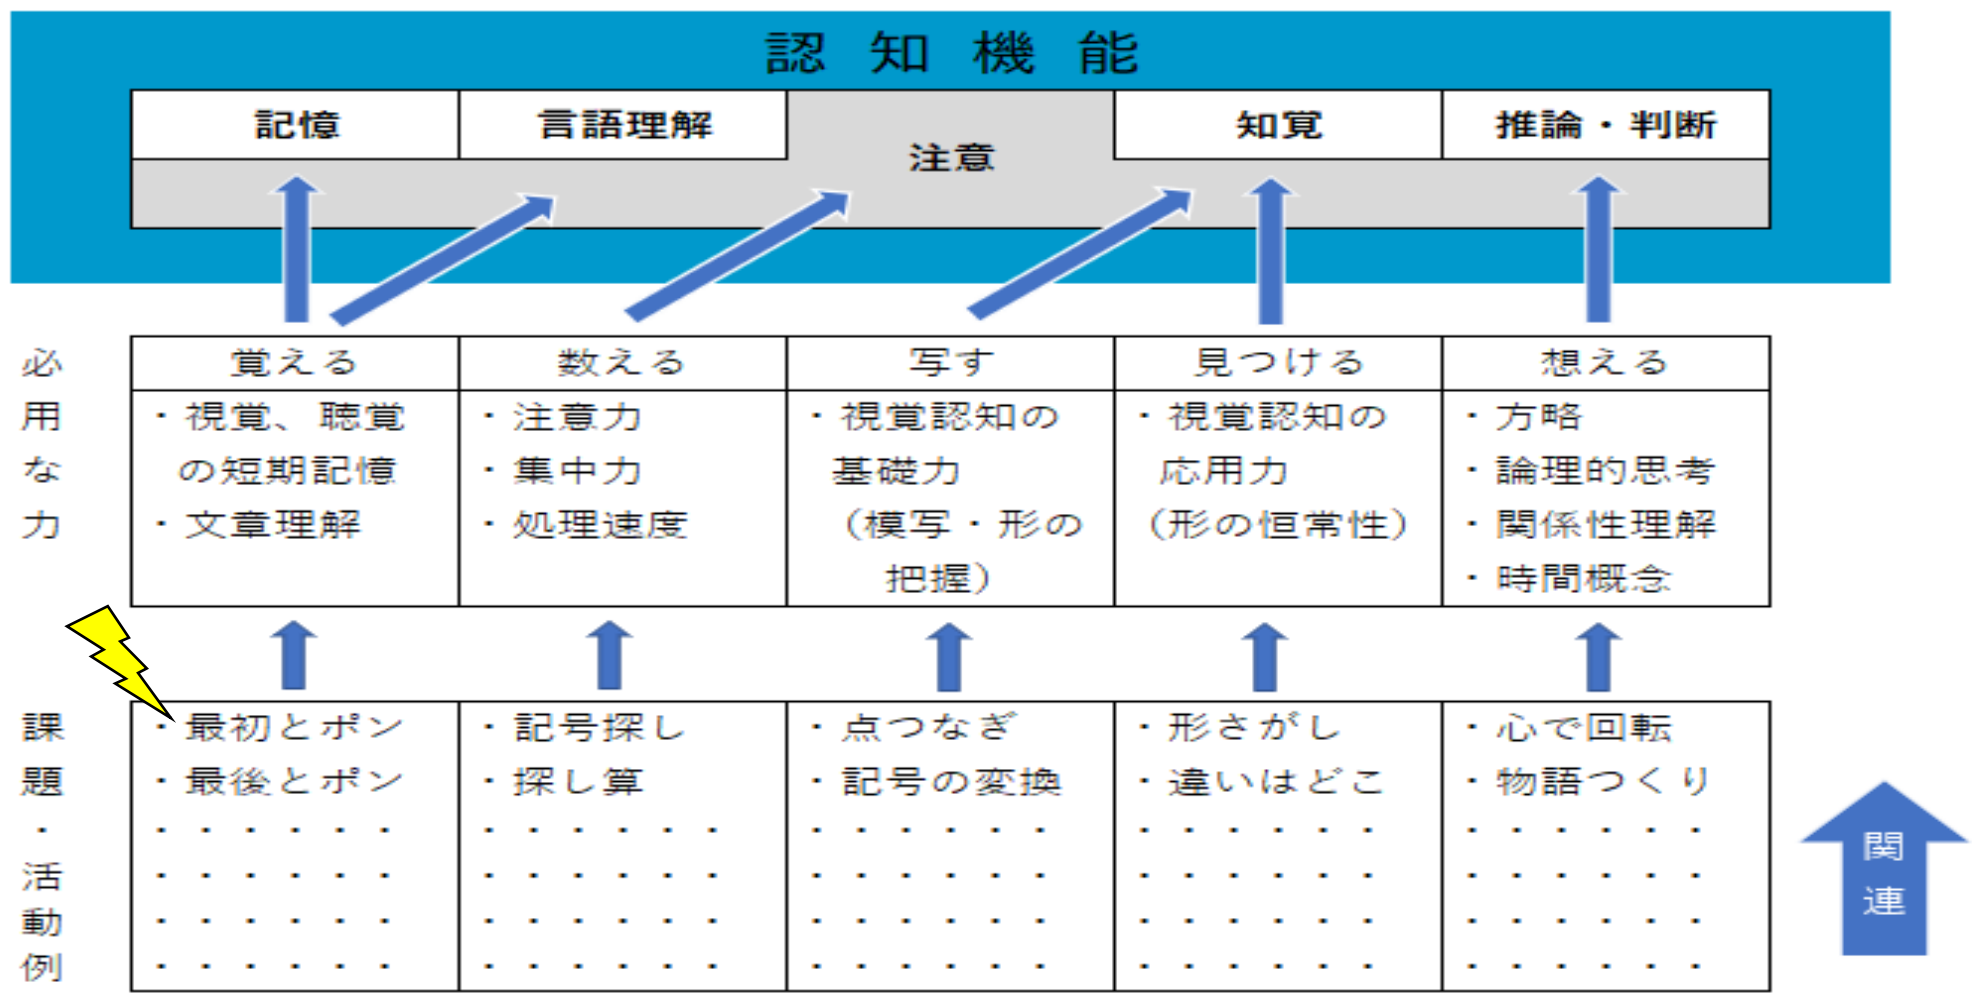 認知機能
記憶
言語理解
注意
知覚
推論・判断
必用な力
覚える
・視覚、聴覚
の短期記憶
・文章理解
数える
・注意力
・集中力
・処理速度
写す
・視覚認知の
基礎力
（模写・形の
把握）
見つける
・視覚認知の
応用力
（形の恒常性）
想える
・方略
・論理的思考
・関係性理解
・時間概念
課題・活動例
・最初とポン
・最後とポン
・・・・・・
・・・・・・
・・・・・・
・・・・・・
・記号探し
・探し算
・・・・・・
・・・・・・
・・・・・・
・・・・・・
・点つなぎ
・記号の変換
・・・・・・
・・・・・・
・・・・・・
・・・・・・
・形さがし
・違いはどこ
・・・・・・
・・・・・・
・・・・・・
・・・・・・
・心で回転
・物語つくり
・・・・・・
・・・・・・
・・・・・・
・・・・・・
関連